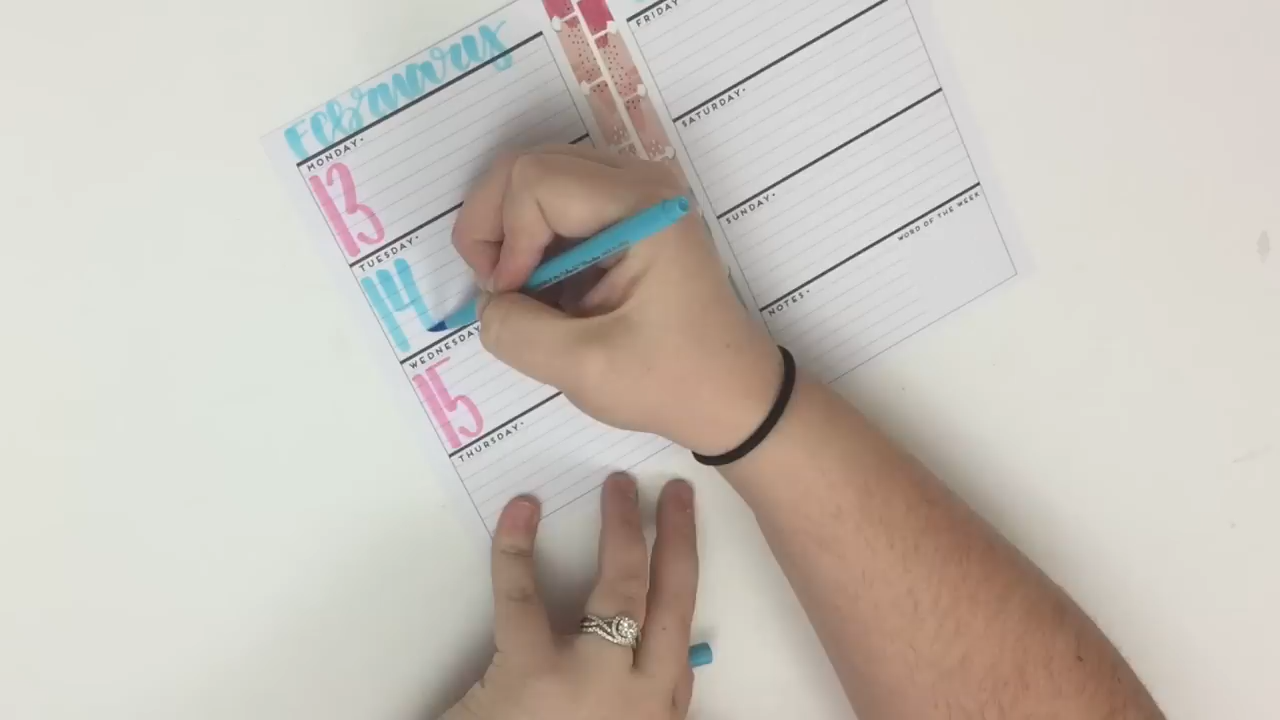 February
MONDAY·
13
TUESDAY·
14
WEDNESDAY
15
THURSDAY·
FRIDAY·
SATURDAY·
SUNDAY·
WORD OF THE WEEK
NOTES·